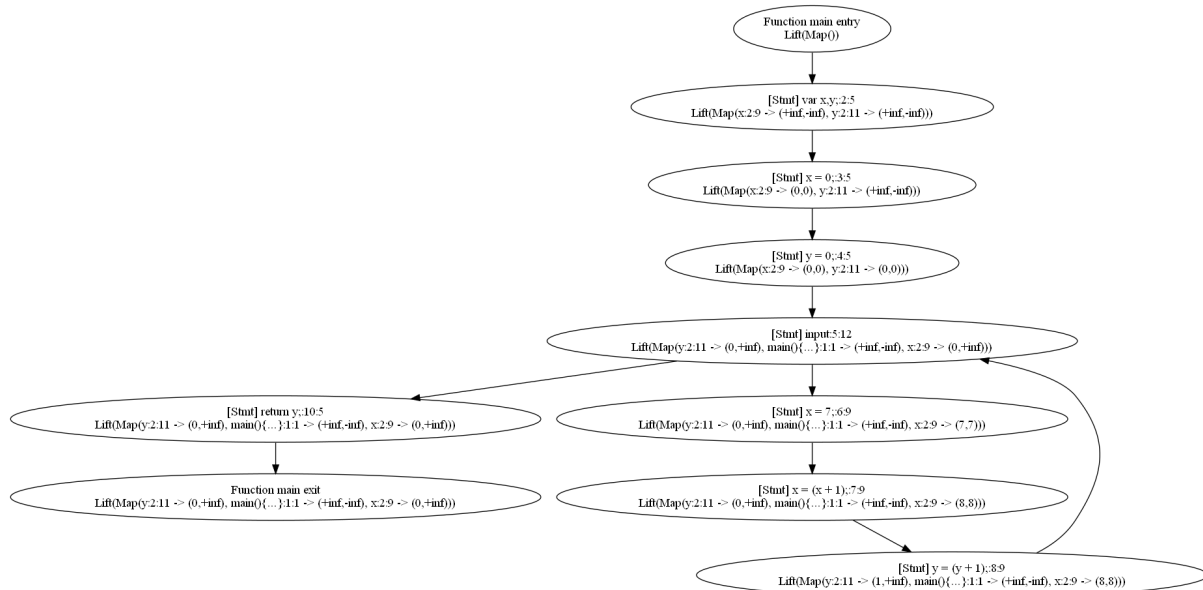 Function main entry
Lift(Map())
[Stmt] var x,y;:2:5
Lift(Map(x:2:9 -> (+inf,-inf), y:2:11 -> (+inf,-inf)))
[Stmt] x = 0;:3:5
Lift(Map(x:2:9 -> (0,0), y:2:11 -> (+inf,-inf)))
[Stmt] y = 0;:4:5
Lift(Map(x:2:9 -> (0,0), y:2:11 -> (0,0)))
[Stmt] input:5:12
Lift(Map(y:2:11 -> (0,+inf), main(){...}:1:1 -> (+inf,-inf), x:2:9 -> (0,+inf)))
[Stmt] return y;:10:5
Lift(Map(y:2:11 -> (0,+inf), main(){...}:1:1 -> (+inf,-inf), x:2:9 -> (0,+inf)))
[Stmt] x = 7;:6:9
Lift(Map(y:2:11 -> (0,+inf), main(){...}:1:1 -> (+inf,-inf), x:2:9 -> (7,7)))
Function main exit
Lift(Map(y:2:11 -> (0,+inf), main(){...}:1:1 -> (+inf,-inf), x:2:9 -> (0,+inf)))
[Stmt] x = (x + 1);:7:9
Lift(Map(y:2:11 -> (0,+inf), main(){...}:1:1 -> (+inf,-inf), x:2:9 -> (8,8)))
[Stmt] y = (y + 1);:8:9
Lift(Map(y:2:11 -> (1,+inf), main(){...}:1:1 -> (+inf,-inf), x:2:9 -> (8,8)))